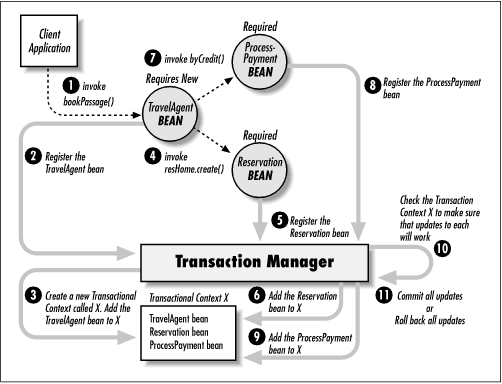 Client
Application
1 invoke
bookPassage()
Requires New
TravelAgent
BEAN
7 invoke byCredit()
Required
Process-
Payment
BEAN
8 Register the ProcessPayment
bean
2 Register the
TravelAgent bean
4 invoke
resHome.create()
Required
Reservation
BEAN
5 Register the
Reservation bean
Check the Transaction
Context X to make sure
that updates to each
will work
10
Transaction Manager
3 Create a new Transactional
Context called X. Add the
TravelAgent bean to X
Transactional Context X
TravelAgent bean
Reservation bean
ProcessPayment bean
6 Add the Reservation
bean to X
9 Add the ProcessPayment
bean to X
11 Commit all updates
or
Roll back all updates